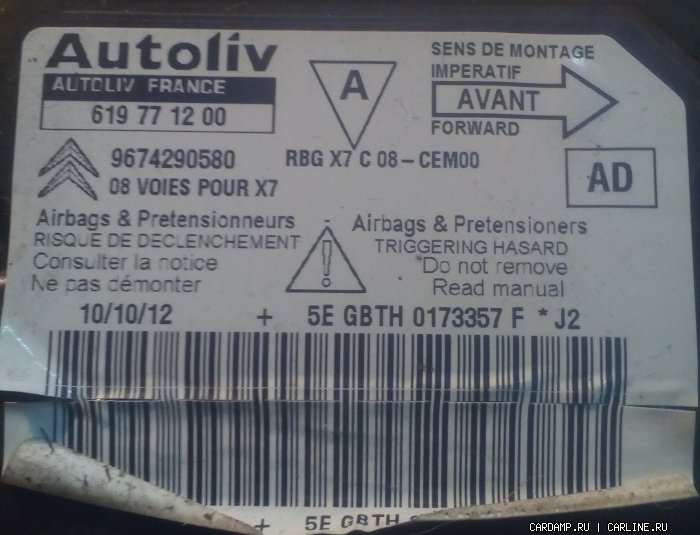 Autoliv
AUTOLIV FRANCE
619 77 12 00
A
SENS DE MONTAGE
IMPERATIF
AVANT
FORWARD
9674290580
08 VOIES POUR X7
RBG X7 C 08-CEM00
AD
Airbags & Pretensionneurs
RISQUE DE DECLENCHEMENT
Consulter la notice
Ne pas démonter
!
Airbags & Pretensioners
TRIGGERING HASARD
*Do not remove
Read manual
10/10/12 + 5E GBTH 0173357 F * J2
+ 5E GBTH
CARDAMP.RU | CARLINE.RU